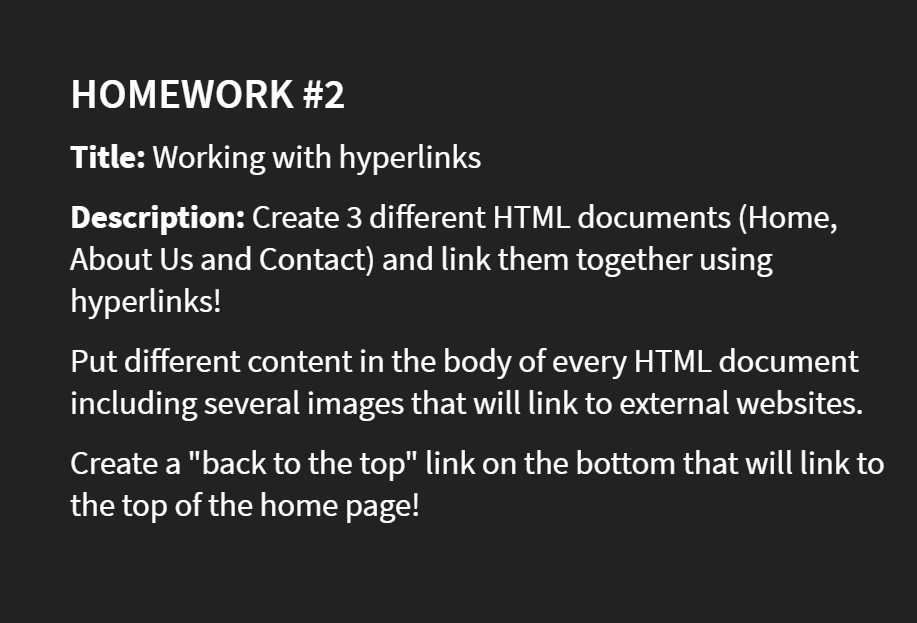 HOMEWORK #2
Title: Working with hyperlinks
Description: Create 3 different HTML documents (Home,
About Us and Contact) and link them together using
hyperlinks!
Put different content in the body of every HTML document
including several images that will link to external websites.
Create a "back to the top" link on the bottom that will link to
the top of the home page!